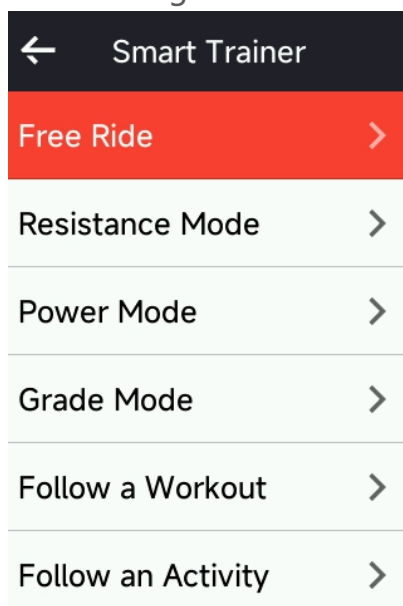 Smart Trainer
Free Ride
Resistance Mode
Power Mode
Grade Mode
Follow a Workout
Follow an Activity